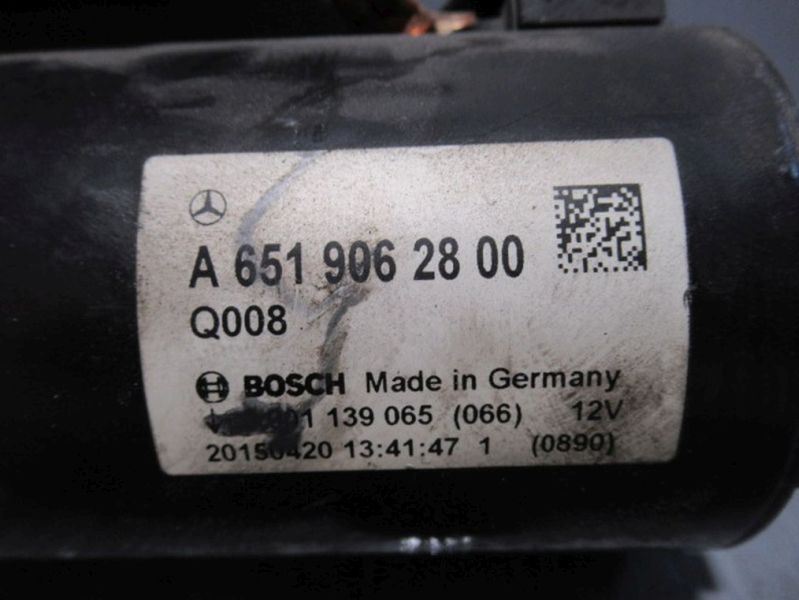 A 651 906 28 00
Q008
BOSCH Made in Germany
139 065 (066) 12V
20150420 13:41:47 1 (0890)